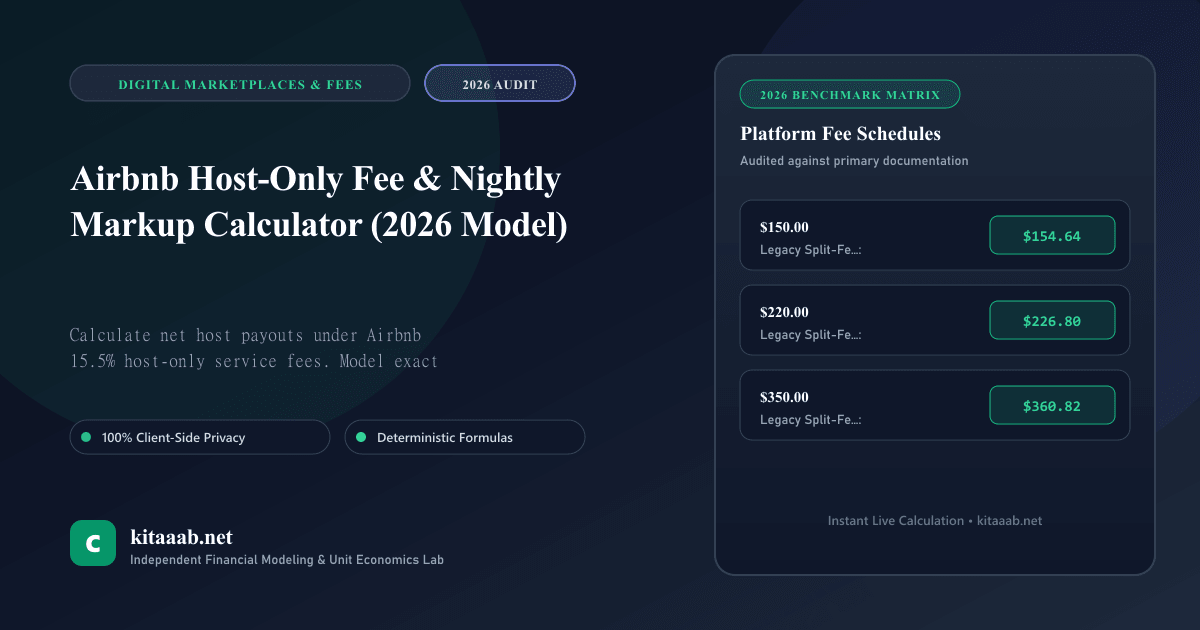 DIGITAL MARKETPLACES & FEES
2026 AUDIT
Airbnb Host-Only Fee & Nightly
Markup Calculator (2026 Model)
Calculate net host payouts under Airbnb
15.5% host-only service fees. Model exact
100% Client-Side Privacy
Deterministic Formulas
C
kitaaab.net
Independent Financial Modeling & Unit Economics Lab
2026 BENCHMARK MATRIX
Platform Fee Schedules
Audited against primary documentation
$150.00
Legacy Split-Fe…:
$154.64
$220.00
Legacy Split-Fe…:
$226.80
$350.00
Legacy Split-Fe…:
$360.82
Instant Live Calculation • kitaaab.net